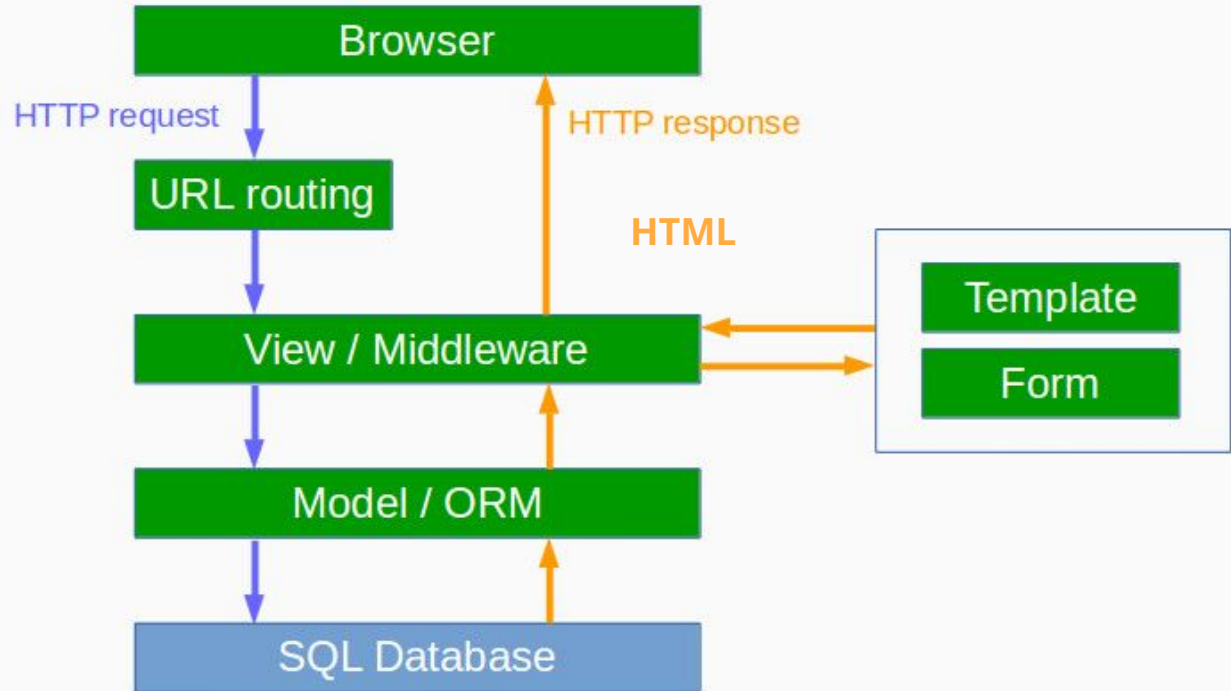 Browser
HTTP request
HTTP response
URL routing
HTML
Template
View / Middleware
Form
Model / ORM
SQL Database